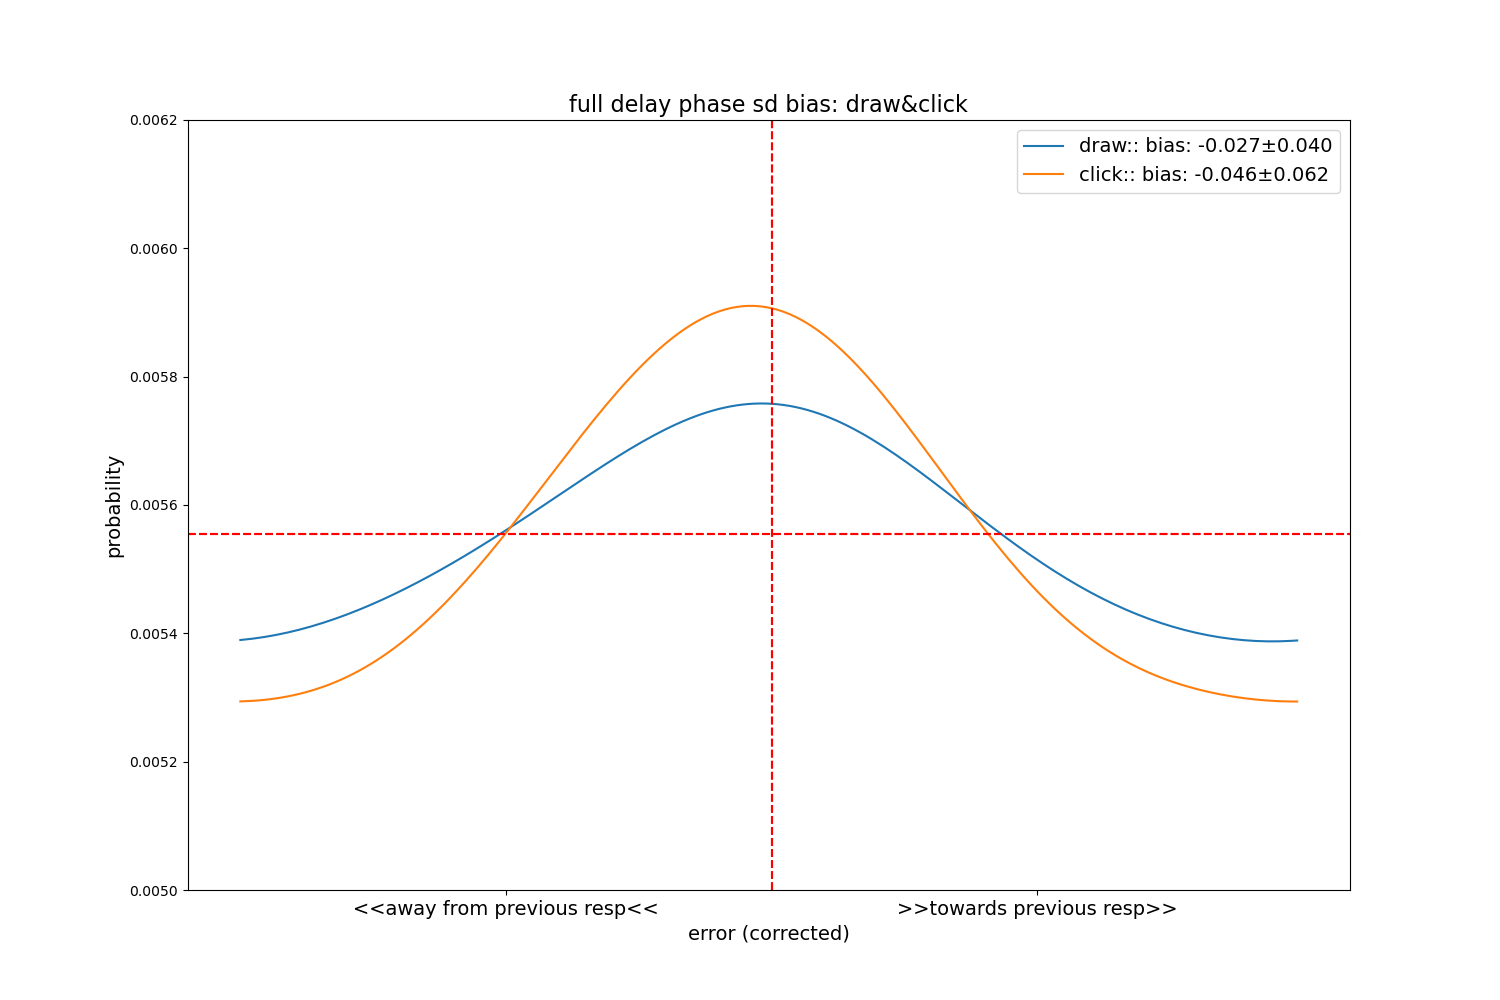 full delay phase sd bias: draw&click
draw:: bias: -0.027±0.040
click:: bias: -0.046±0.062
0.0062
0.0060
0.0058
0.0056
0.0054
0.0052
0.0050
probability
<<away from previous resp<< >>towards previous resp>>
error (corrected)